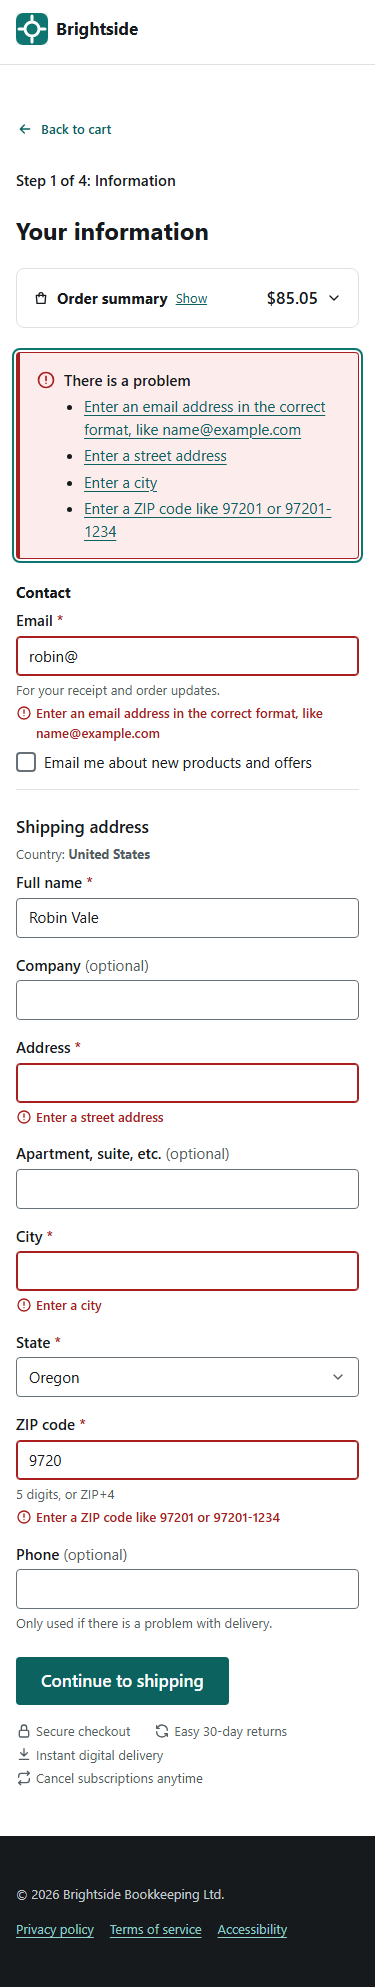 Brightside
Back to cart
Step 1 of 4: Information
Your information
Order summary Show $85.05
There is a problem
Enter an email address in the correct
format, like name@example.com
Enter a street address
Enter a city
Enter a ZIP code like 97201 or 97201-
1234
Contact
Email *
robin@
For your receipt and order updates.
Enter an email address in the correct format, like
name@example.com
Email me about new products and offers
Shipping address
Country: United States
Full name *
Robin Vale
Company (optional)
Address *
Enter a street address
Apartment, suite, etc. (optional)
City *
Enter a city
State *
Oregon
ZIP code *
9720
5 digits, or ZIP+4
Enter a ZIP code like 97201 or 97201-1234
Phone (optional)
Only used if there is a problem with delivery.
Continue to shipping
Secure checkout Easy 30-day returns
Instant digital delivery
Cancel subscriptions anytime
© 2026 Brightside Bookkeeping Ltd.
Privacy policy Terms of service Accessibility